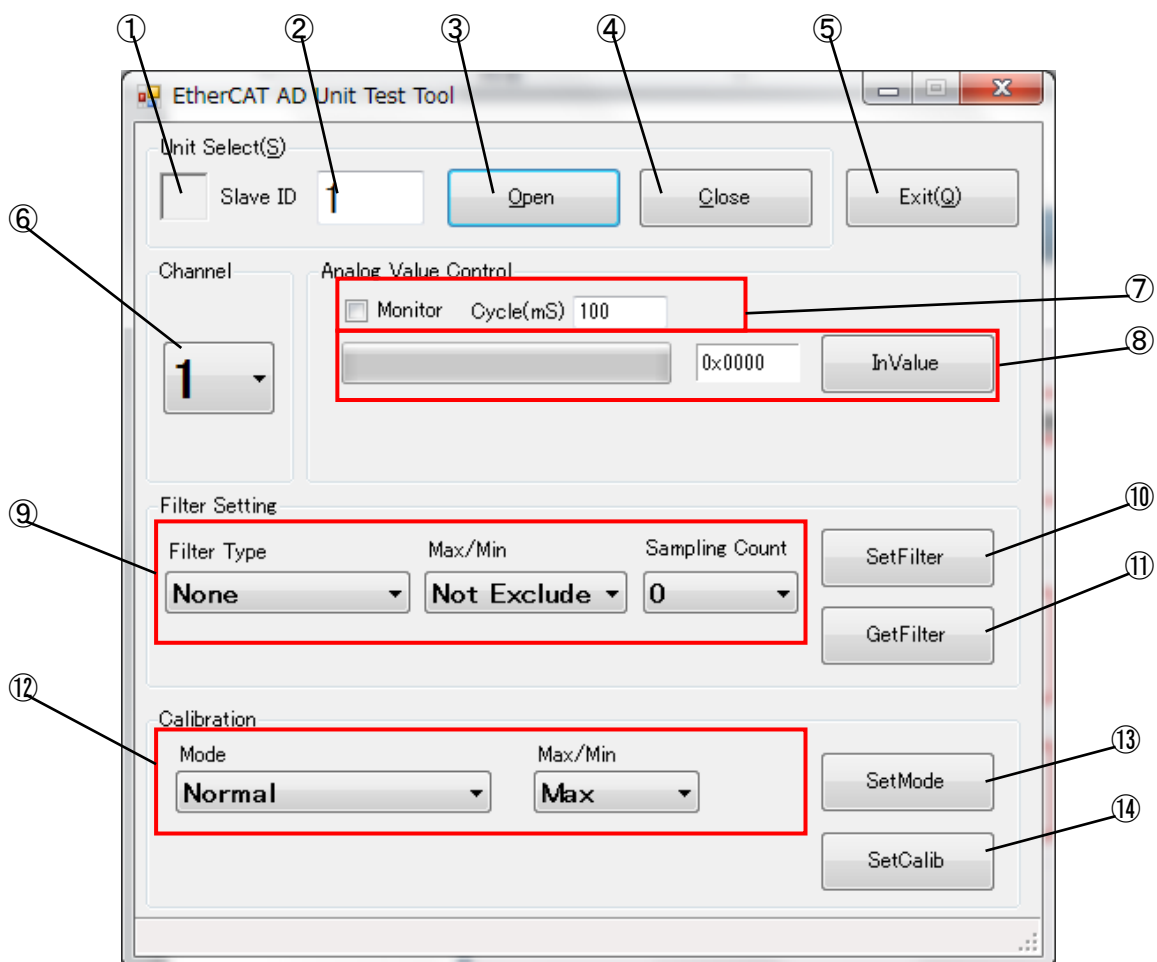 ① ② ③ ④ ⑤
EtherCAT AD Unit Test Tool
Unit Select(S)
Slave ID 1 Open Close Exit(Q)
⑥
Channel
1
Analog Value Control
Monitor Cycle(mS) 100
⑦
⑧
0x0000 InValue
Filter Setting
⑨
Filter Type Max/Min Sampling Count
None Not Exclude 0
SetFilter
⑩
GetFilter
⑪
⑫
Calibration
Mode Max/Min
Normal Max
SetMode
⑬
SetCalib
⑭